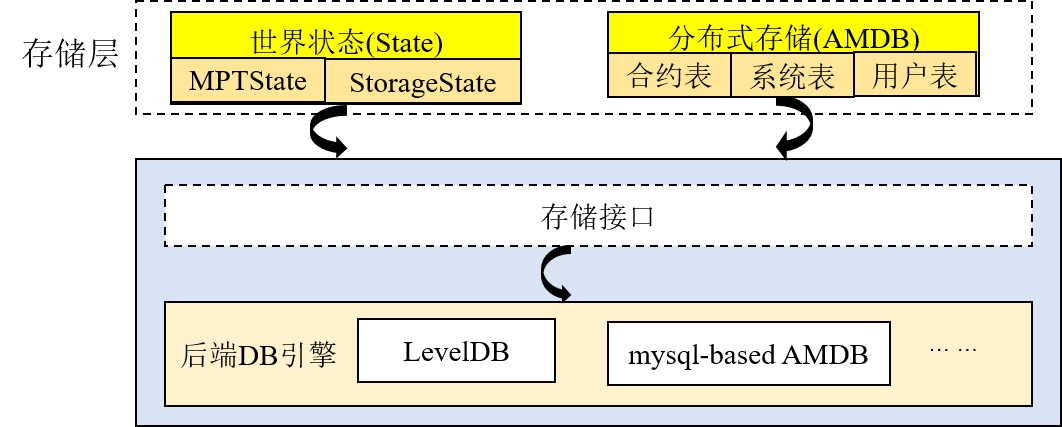 存储层
世界状态(State)
MPTState
StorageState
分布式存储(AMDB)
合约表
系统表
用户表
存储接口
后端DB引擎
LevelDB
mysql-based AMDB
... ...